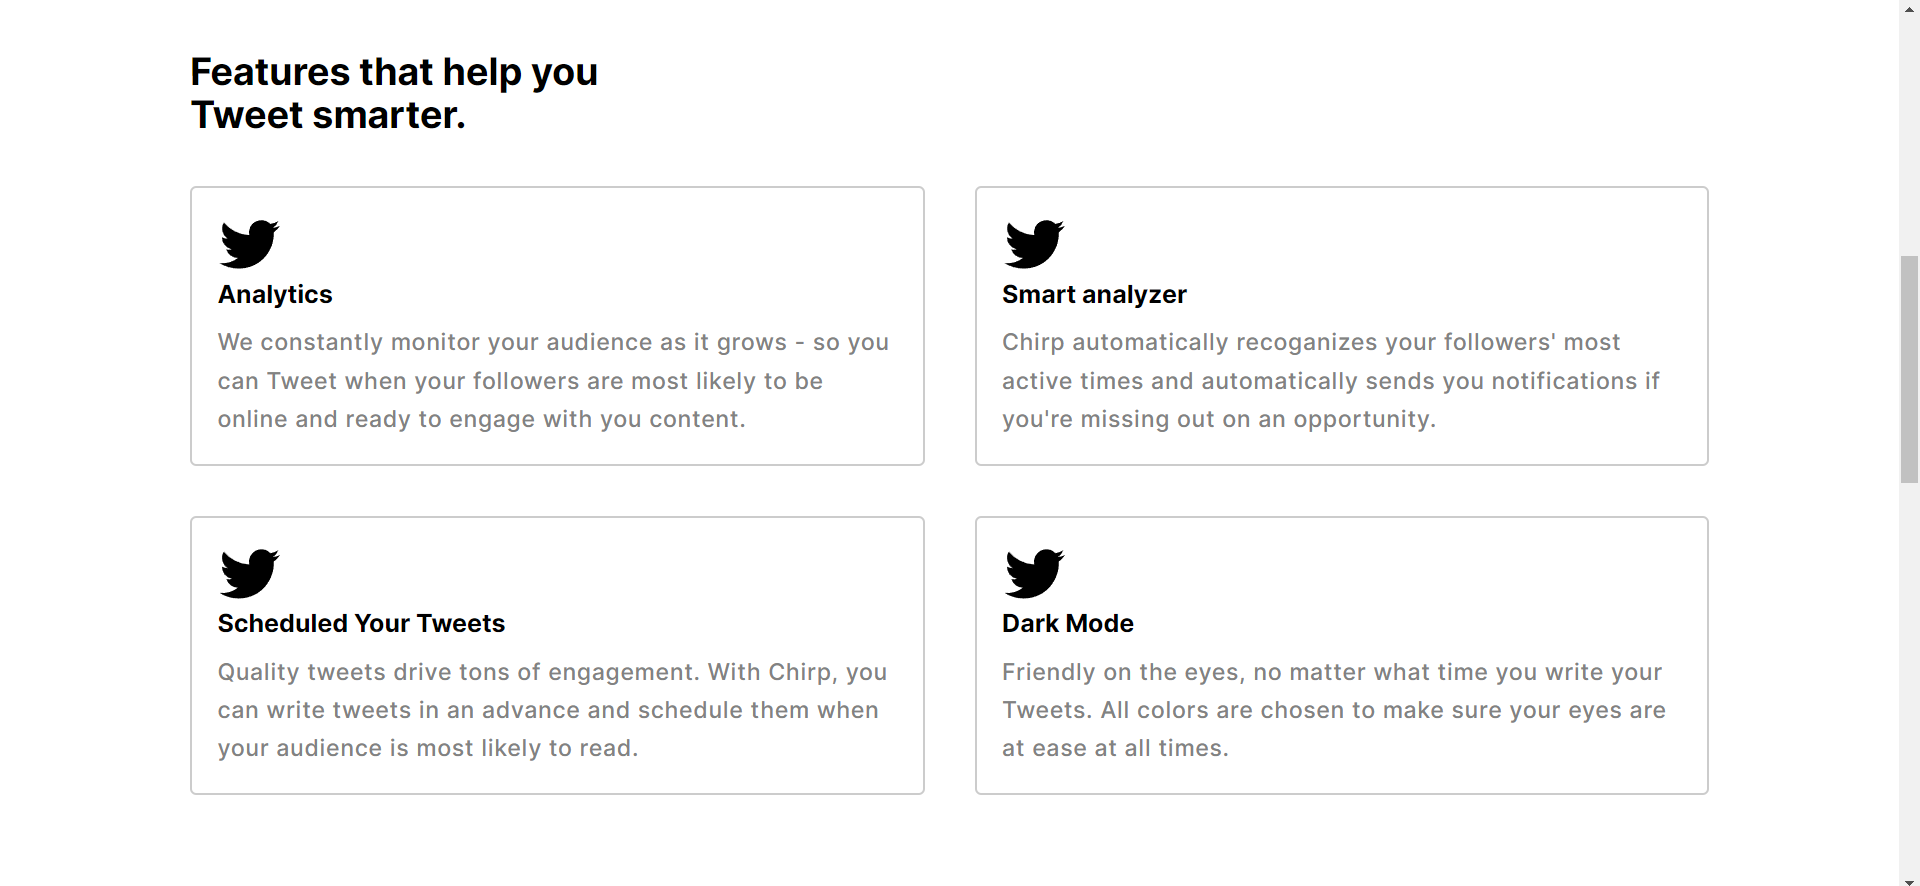 Features that help you
Tweet smarter.
Analytics
We constantly monitor your audience as it grows - so you
can Tweet when your followers are most likely to be
online and ready to engage with you content.
Smart analyzer
Chirp automatically recoganizes your followers' most
active times and automatically sends you notifications if
you're missing out on an opportunity.
Scheduled Your Tweets
Quality tweets drive tons of engagement. With Chirp, you
can write tweets in an advance and schedule them when
your audience is most likely to read.
Dark Mode
Friendly on the eyes, no matter what time you write your
Tweets. All colors are chosen to make sure your eyes are
at ease at all times.